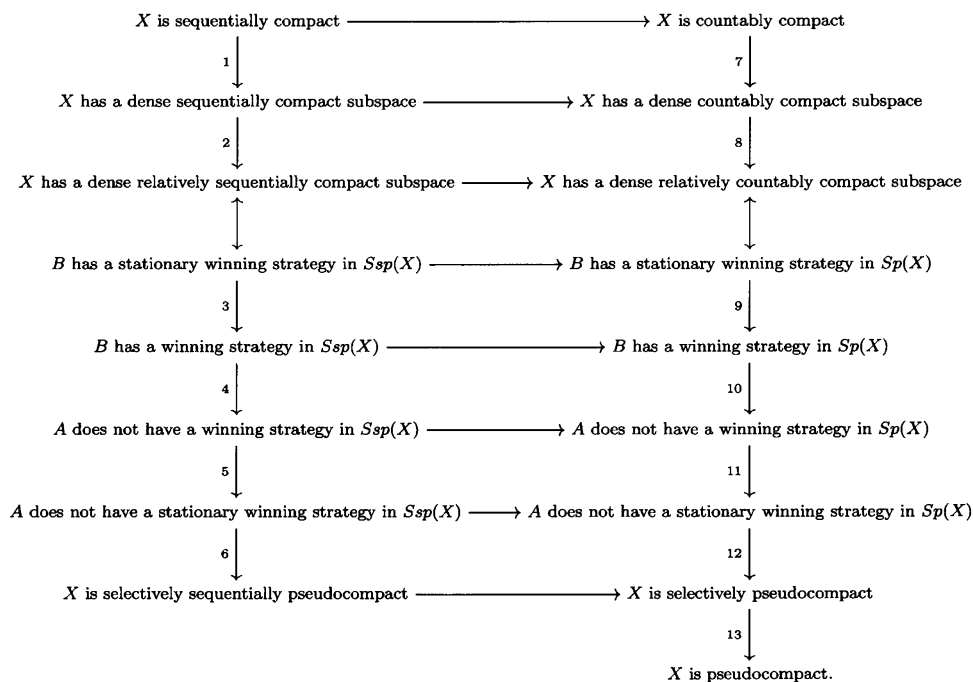 X is sequentially compact X is countably compact
1 7
X has a dense sequentially compact subspace X has a dense countably compact subspace
2 8
X has a dense relatively sequentially compact subspace X has a dense relatively countably compact subspace
B has a stationary winning strategy in Ssp(X) B has a stationary winning strategy in Sp(X)
3 9
B has a winning strategy in Ssp(X) B has a winning strategy in Sp(X)
4 10
A does not have a winning strategy in Ssp(X) A does not have a winning strategy in Sp(X)
5 11
A does not have a stationary winning strategy in Ssp(X) A does not have a stationary winning strategy in Sp(X)
6 12
X is selectively sequentially pseudocompact X is selectively pseudocompact
13
X is pseudocompact.